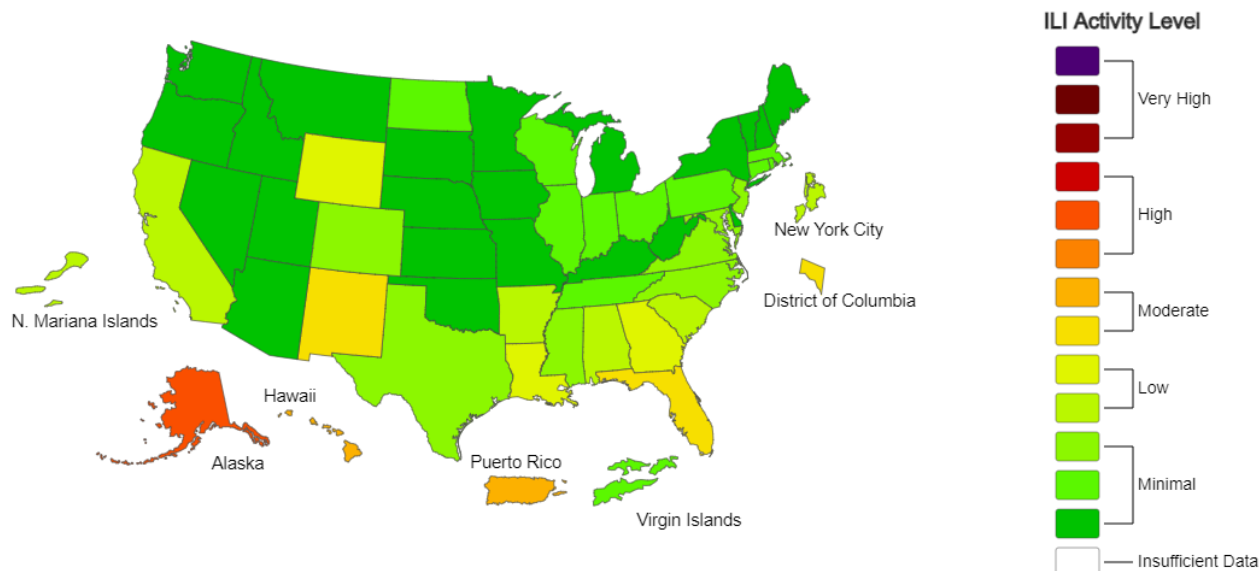 ILI Activity Level
Very High
High
New York City
District of Columbia
N. Mariana Islands
Moderate
Low
Hawaii
Alaska
Puerto Rico
Virgin Islands
Minimal
Insufficient Data